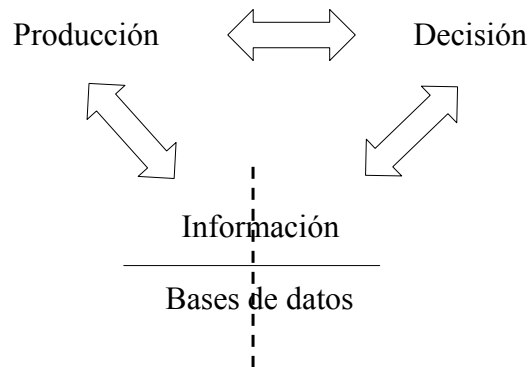 Producción Decisión
Información
Bases de datos